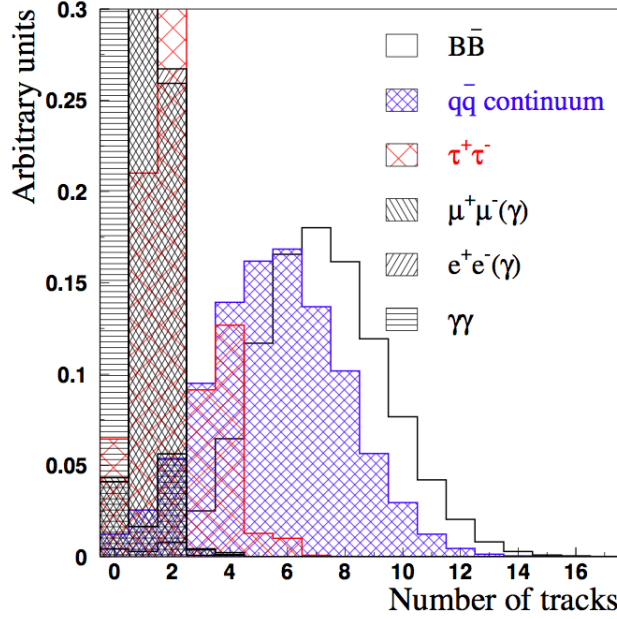 Arbitrary units
0.3
0.25
0.2
0.15
0.1
0.05
0
BB̄
qq̄ continuum
τ⁺τ⁻
μ⁺μ⁻(γ)
e⁺e⁻(γ)
γγ
0 2 4 6 8 10 12 14 16
Number of tracks